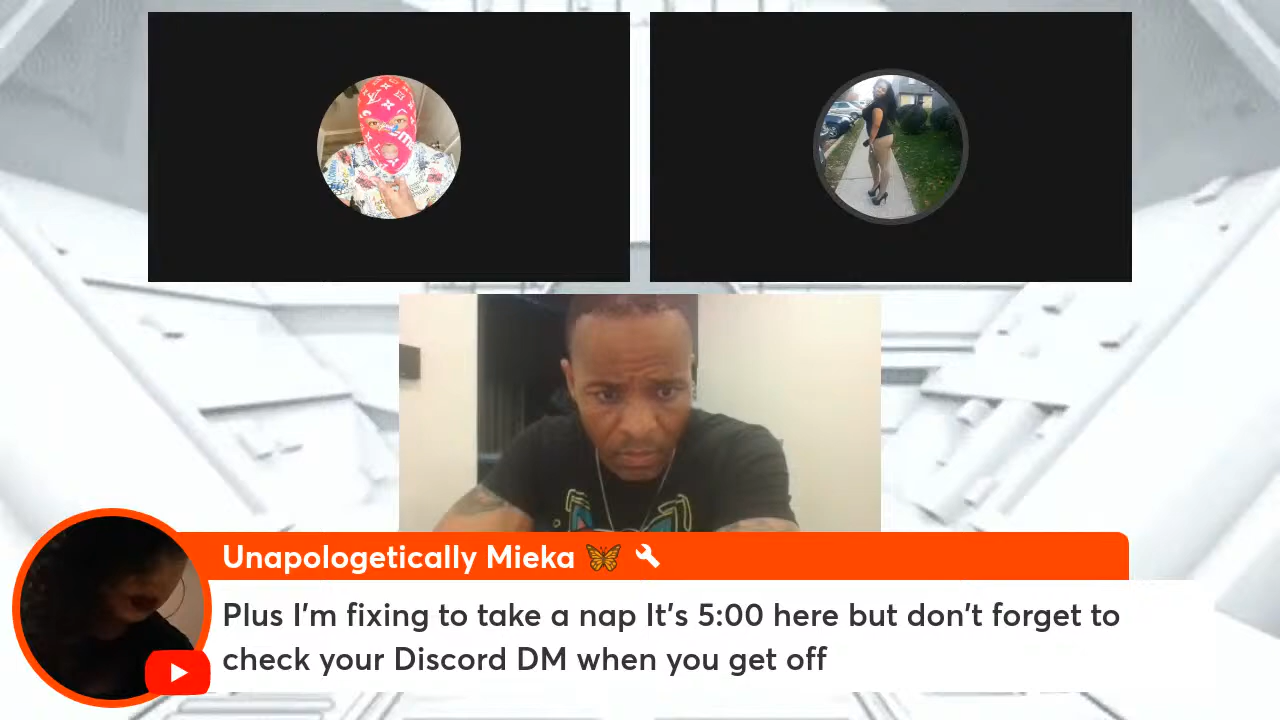 Unapologetically Mieka 🦋 🔧
Plus I'm fixing to take a nap It's 5:00 here but don't forget to
check your Discord DM when you get off